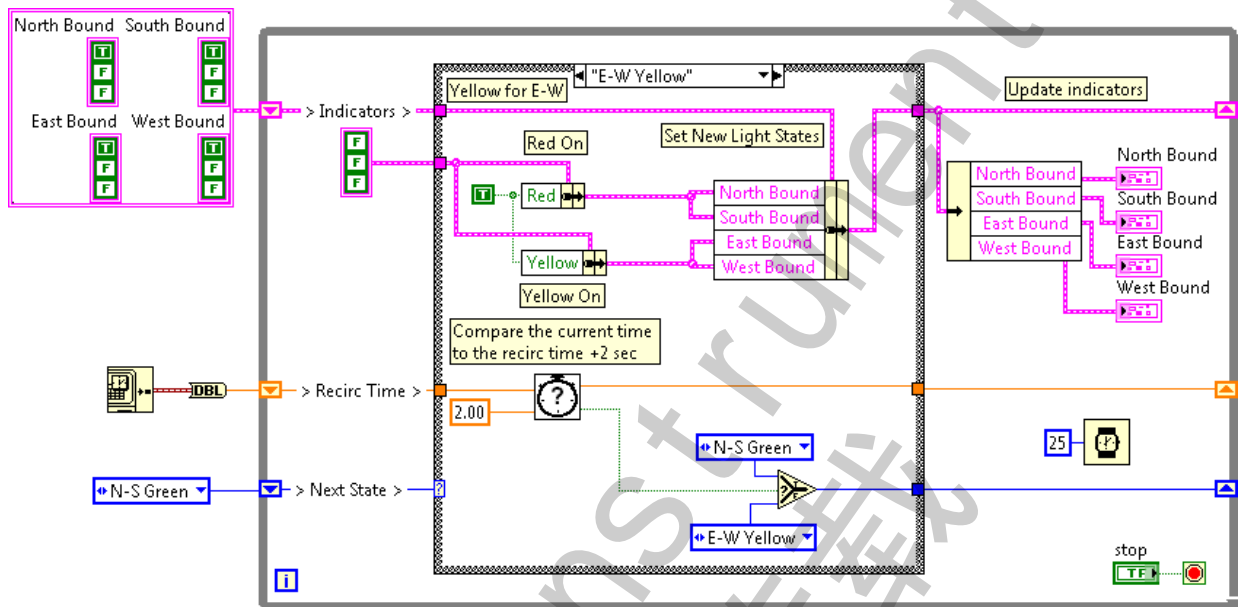 North Bound South Bound
T T
F F
F F
East Bound West Bound
F T
F F
F F
"E-W Yellow"
Yellow for E-W
Update indicators
> Indicators >
F
F
F
Red On
Set New Light States
T
Red
North Bound
South Bound
East Bound
West Bound
Yellow
Yellow On
North Bound
South Bound
East Bound
West Bound
North Bound
South Bound
East Bound
West Bound
Compare the current time
to the recirc time +2 sec
DBL
> Recirc Time >
?
2.00
25
N-S Green
N-S Green
> Next State >
?
?
E-W Yellow
i
stop
TF
nstrument
载